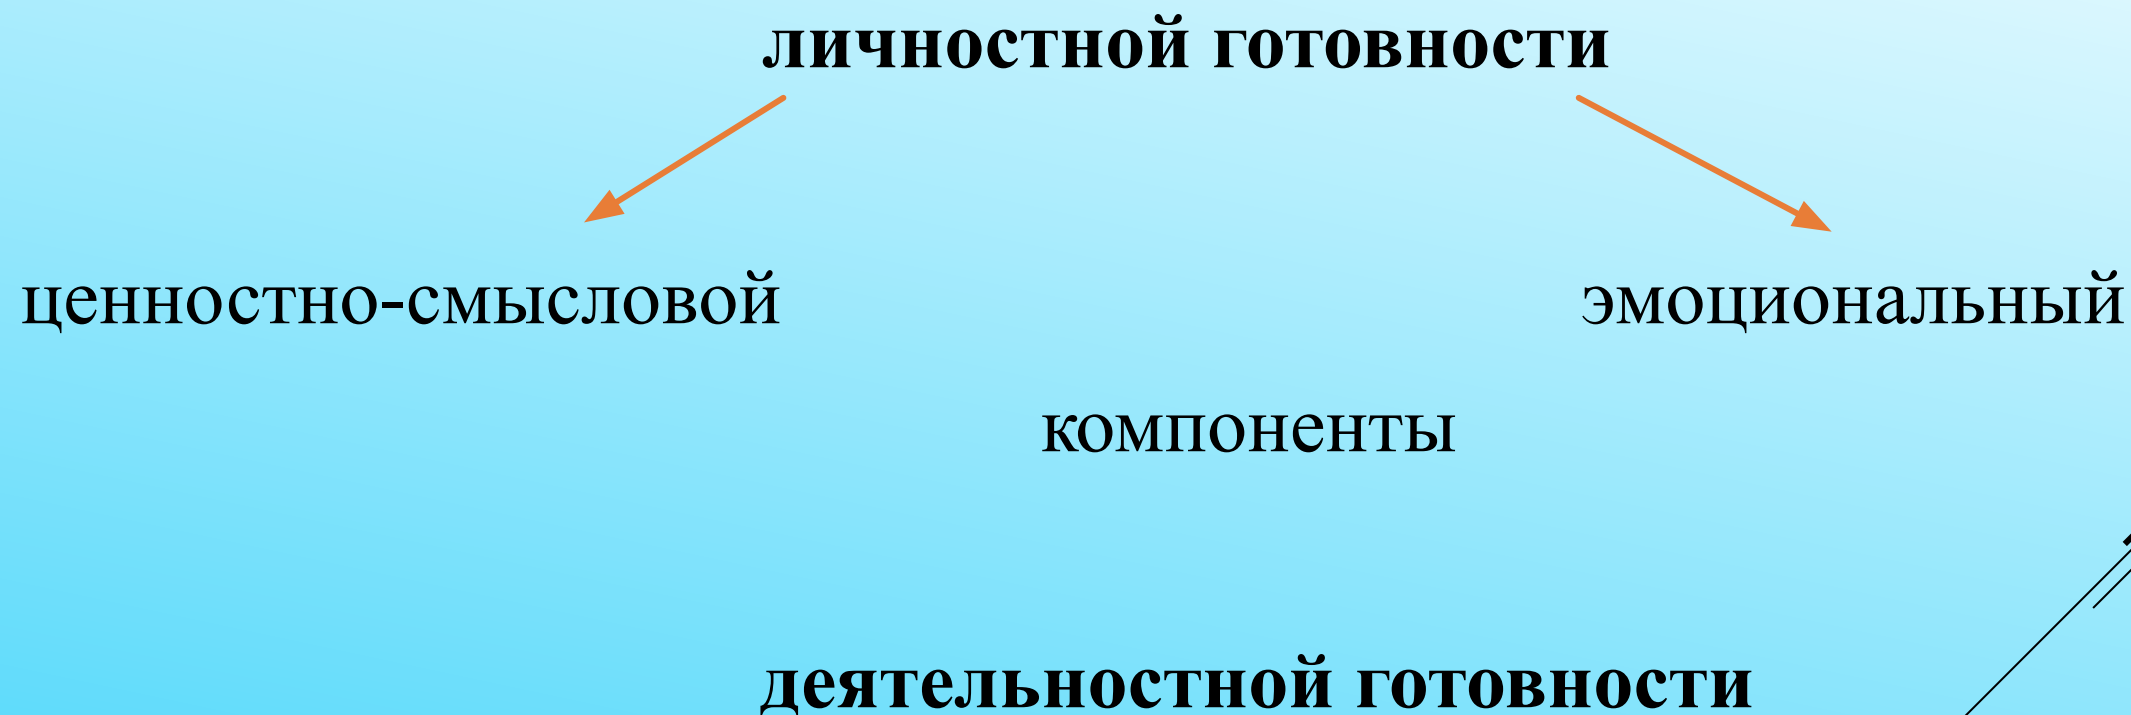 личностной готовности
ценностно-смысловой эмоциональный
компоненты
деятельностной готовности